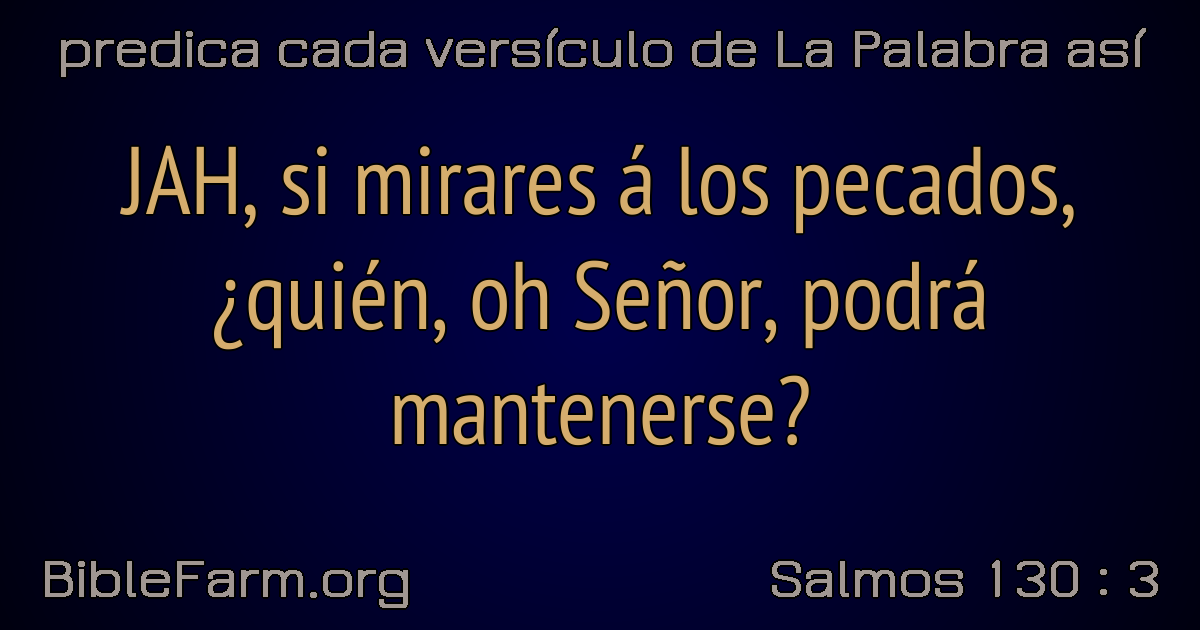 predica cada versículo de La Palabra así
JAH, si mirares á los pecados,
¿quién, oh Señor, podrá
mantenerse?
BibleFarm.org
Salmos 130 : 3